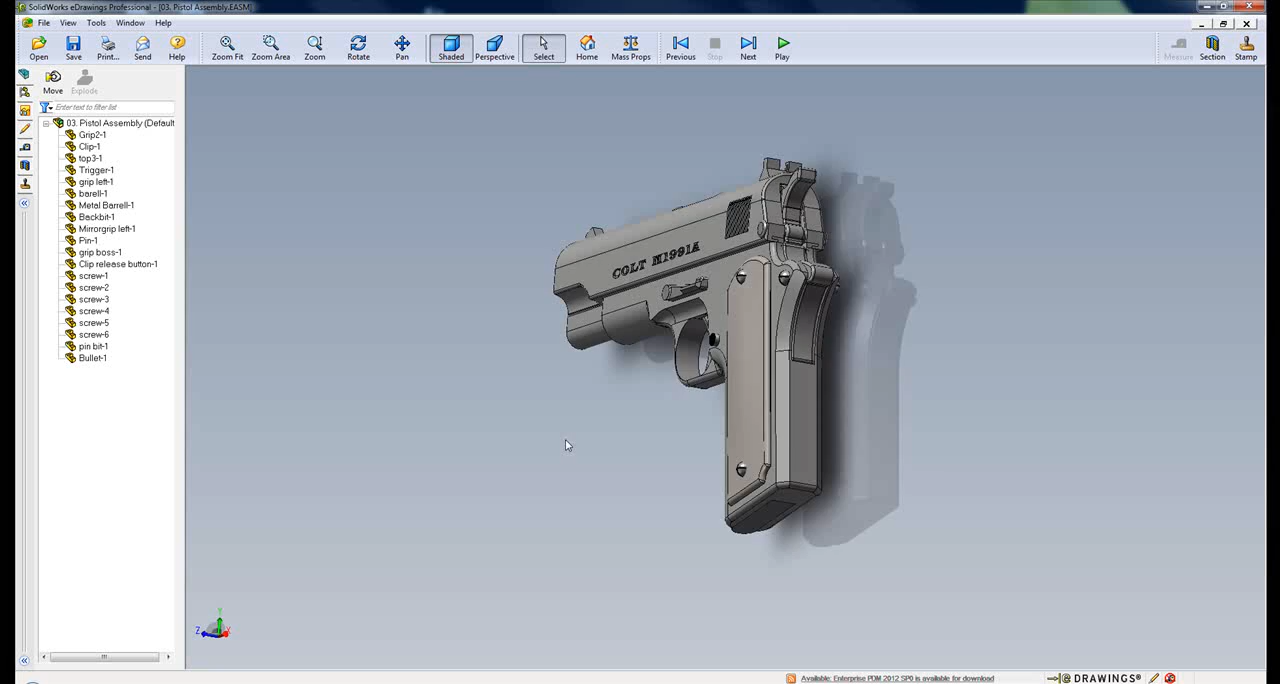 SolidWorks eDrawings Professional - [03. Pistol Assembly.EASM]
File View Tools Window Help
Open Save Print... Send Help Zoom Fit Zoom Area Zoom Rotate Pan Shaded Perspective Select Home Mass Props Previous Stop Next Play Measure Section Stamp
Move Explode
Enter text to filter list
03. Pistol Assembly (Default
Grip2-1
Clip-1
top3-1
Trigger-1
grip left-1
barell-1
Metal Barrell-1
Backbit-1
Mirrorgrip left-1
Pin-1
grip boss-1
Clip release button-1
screw-1
screw-2
screw-3
screw-4
screw-5
screw-6
pin bit-1
Bullet-1
COLT M1991A
Y
Z X
Available: Enterprise PDM 2012 SP0 is available for download
eDRAWINGS®